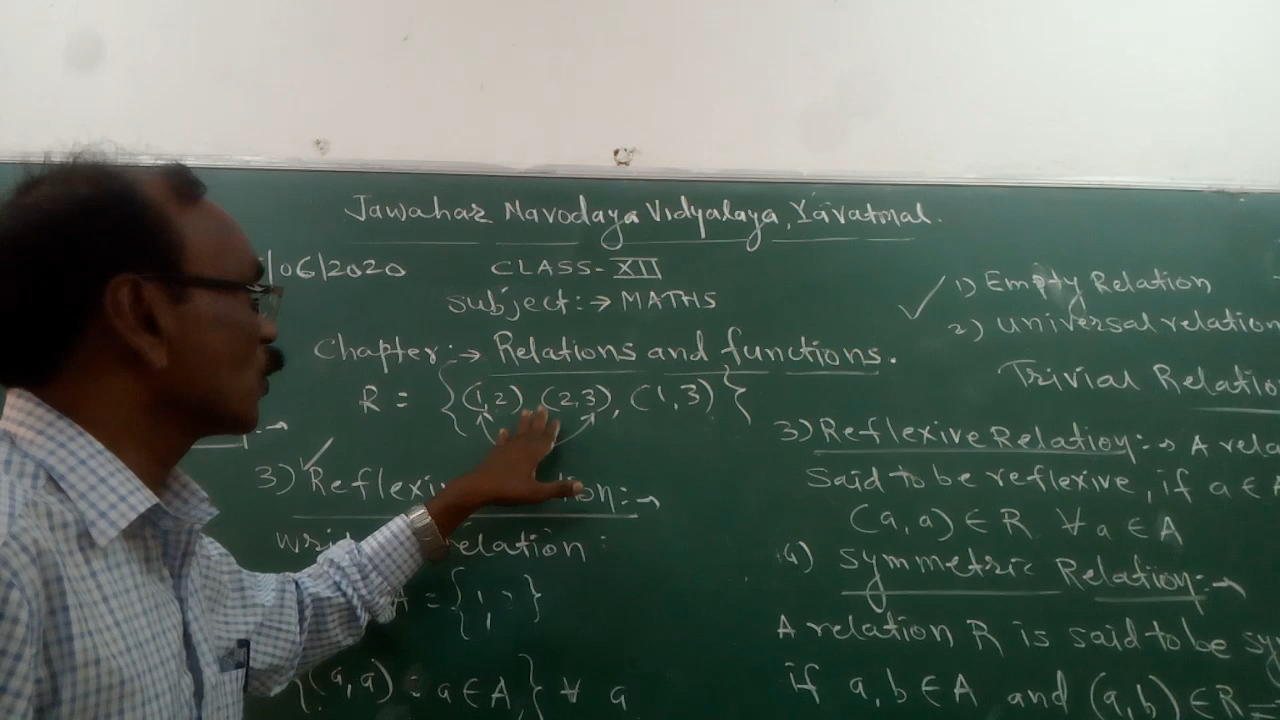 Jawahar Navodaya Vidyalaya, Yavatmal.
/06/2020 CLASS-XII
Subject:→ MATHS
Chapter:→ Relations and functions.
R = {(1,2), (2,3), (1,3)}
3) Reflexi
relation:
A = {1,
(a,a) : a ∈ A} ∀ a
1) Empty Relation
2) universal relation
Trivial Relatio
3) Reflexive Relation:→ A rela
Said to be reflexive, if a ∈
(a,a) ∈ R ∀ a ∈ A
4) Symmetric Relation:→
A relation R is said to be sy
if a,b ∈ A and (a,b) ∈ R =